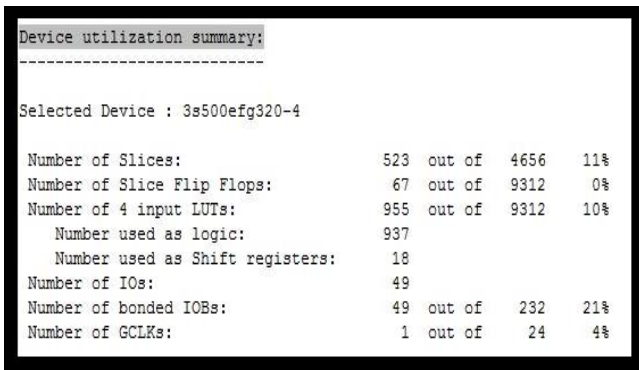 Device utilization summary:
---------------------------
Selected Device : 3s500efg320-4
Number of Slices: 523 out of 4656 11%
Number of Slice Flip Flops: 67 out of 9312 0%
Number of 4 input LUTs: 955 out of 9312 10%
Number used as logic: 937
Number used as Shift registers: 18
Number of IOs: 49
Number of bonded IOBs: 49 out of 232 21%
Number of GCLKs: 1 out of 24 4%